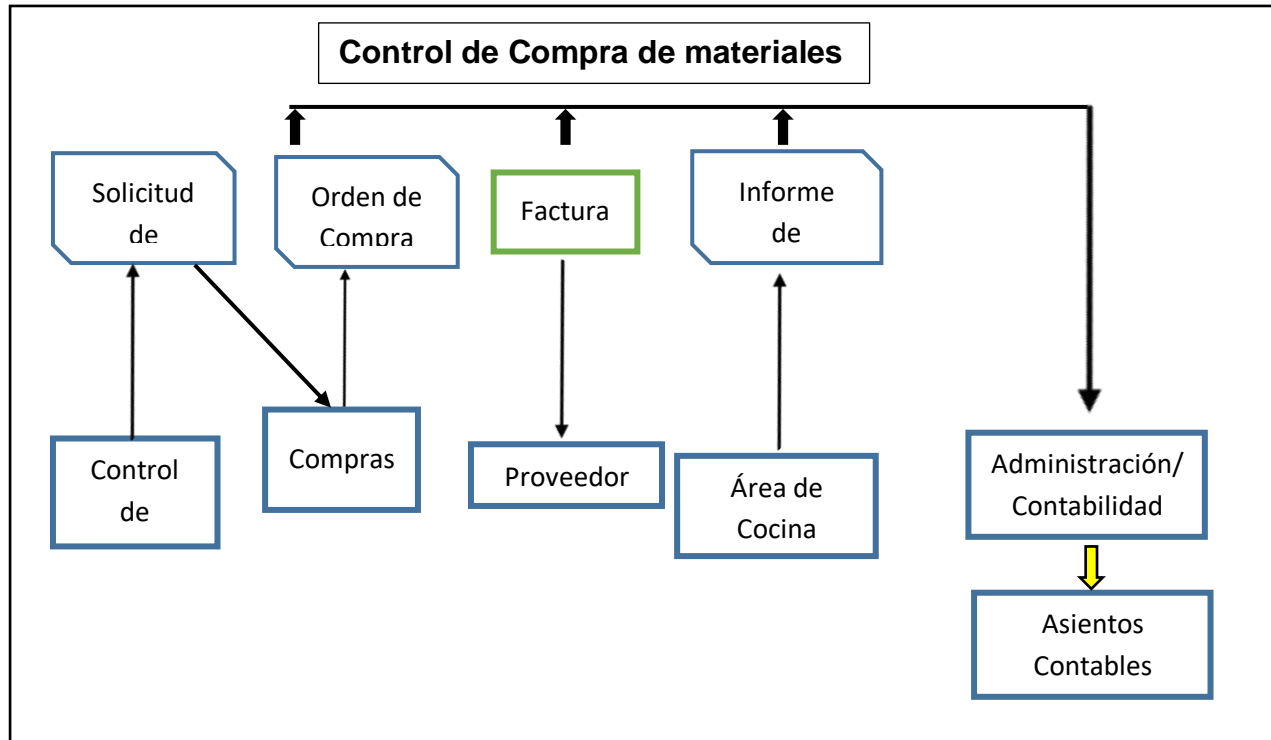 Control de Compra de materiales
Solicitud
de
Orden de
Compra
Factura
Informe
de
Control
de
Compras
Proveedor
Área de
Cocina
Administración/
Contabilidad
Asientos
Contables